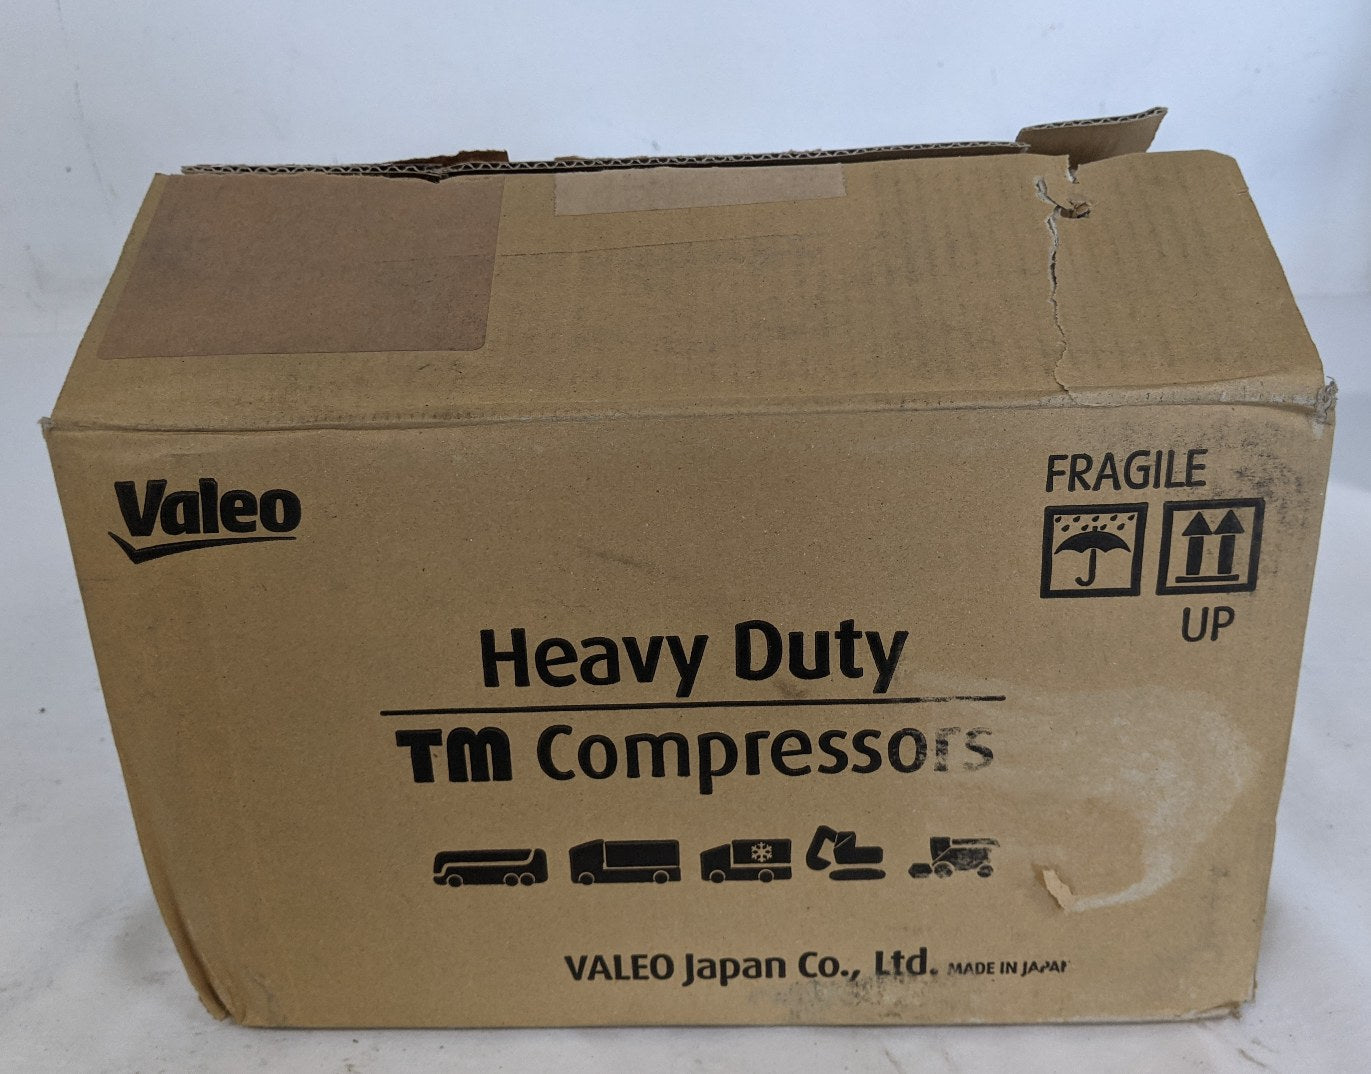 Valeo
FRAGILE
UP
Heavy Duty
TM Compressors
VALEO Japan Co., Ltd. MADE IN JAPAN